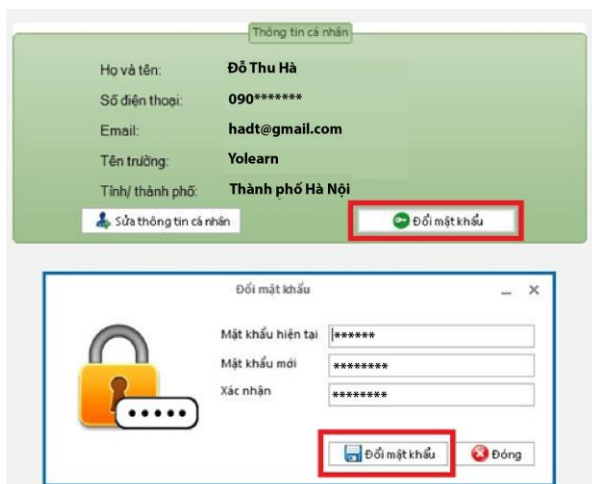 Thông tin cá nhân
Họ và tên: Đỗ Thu Hà
Số điện thoại: 090*******
Email: hadt@gmail.com
Tên trường: Yolearn
Tỉnh/ thành phố: Thành phố Hà Nội
Sửa thông tin cá nhân Đổi mật khẩu
Đổi mật khẩu
Mật khẩu hiện tại ******
Mật khẩu mới ********
Xác nhận ********
Đổi mật khẩu Đóng